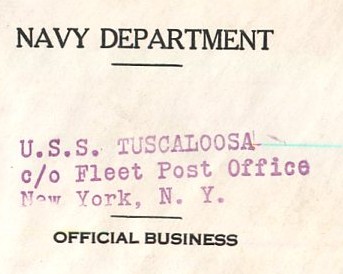 NAVY DEPARTMENT
U.S.S. TUSCALOOSA
c/o Fleet Post Office
New York, N. Y.
OFFICIAL BUSINESS